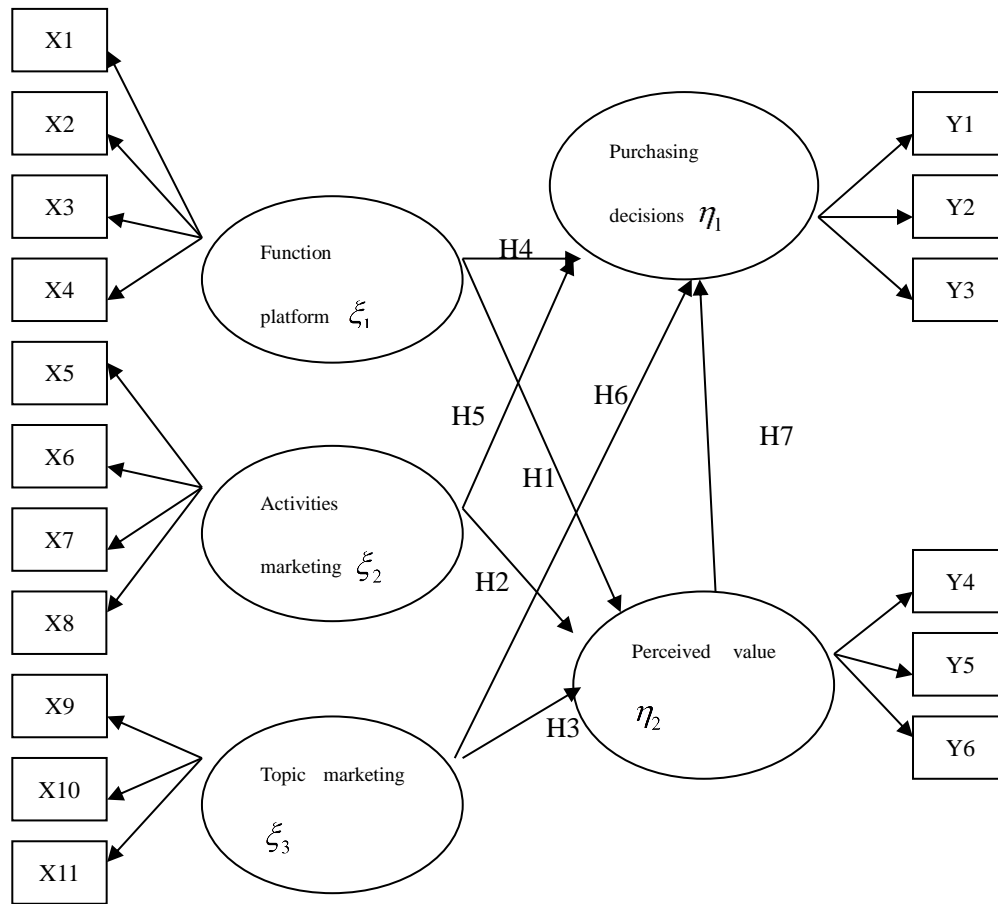 X1
X2
X3
X4
X5
X6
X7
X8
X9
X10
X11
Function
platform ξ₁
Activities
marketing ξ₂
Topic marketing
ξ₃
H4
H5
H6
H1
H7
H2
H3
Purchasing
decisions η₁
Perceived value
η₂
Y1
Y2
Y3
Y4
Y5
Y6